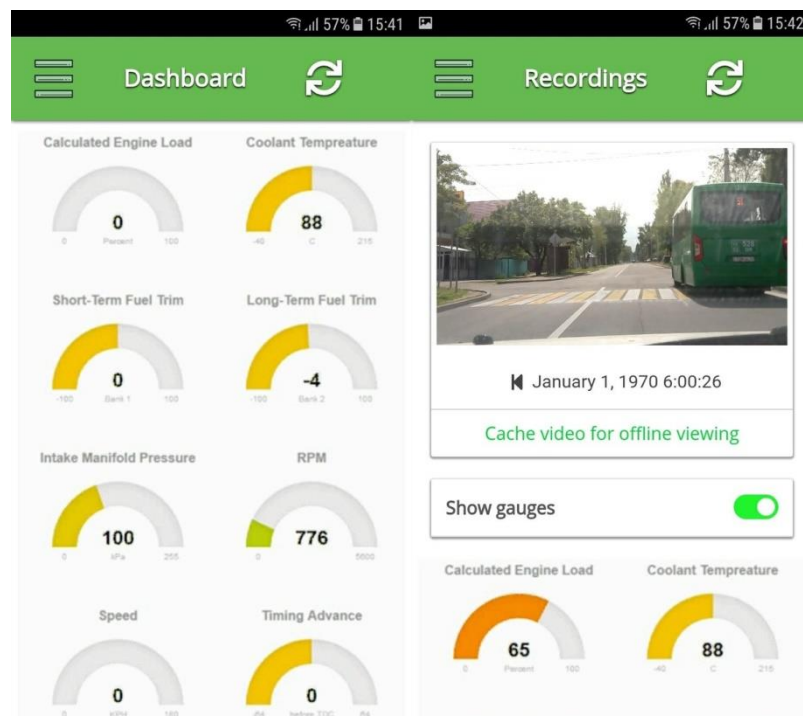 57% 15:41
Dashboard
Calculated Engine Load
Coolant Tempreature
0
88
0 Percent 100
-40 C 215
Short-Term Fuel Trim
Long-Term Fuel Trim
0
-4
-100 Bank 1 100
-100 Bank 2 100
Intake Manifold Pressure
RPM
100
776
0 kPa 255
0 5600
Speed
Timing Advance
0
0
57% 15:42
Recordings
January 1, 1970 6:00:26
Cache video for offline viewing
Show gauges
Calculated Engine Load
Coolant Tempreature
65
88
0 Percent 100
-40 C 215